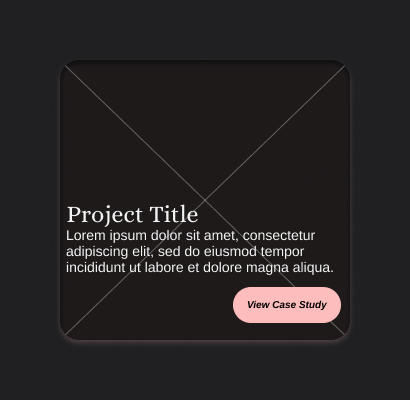 Project Title
Lorem ipsum dolor sit amet, consectetur
adipiscing elit, sed do eiusmod tempor
incididunt ut labore et dolore magna aliqua.
View Case Study